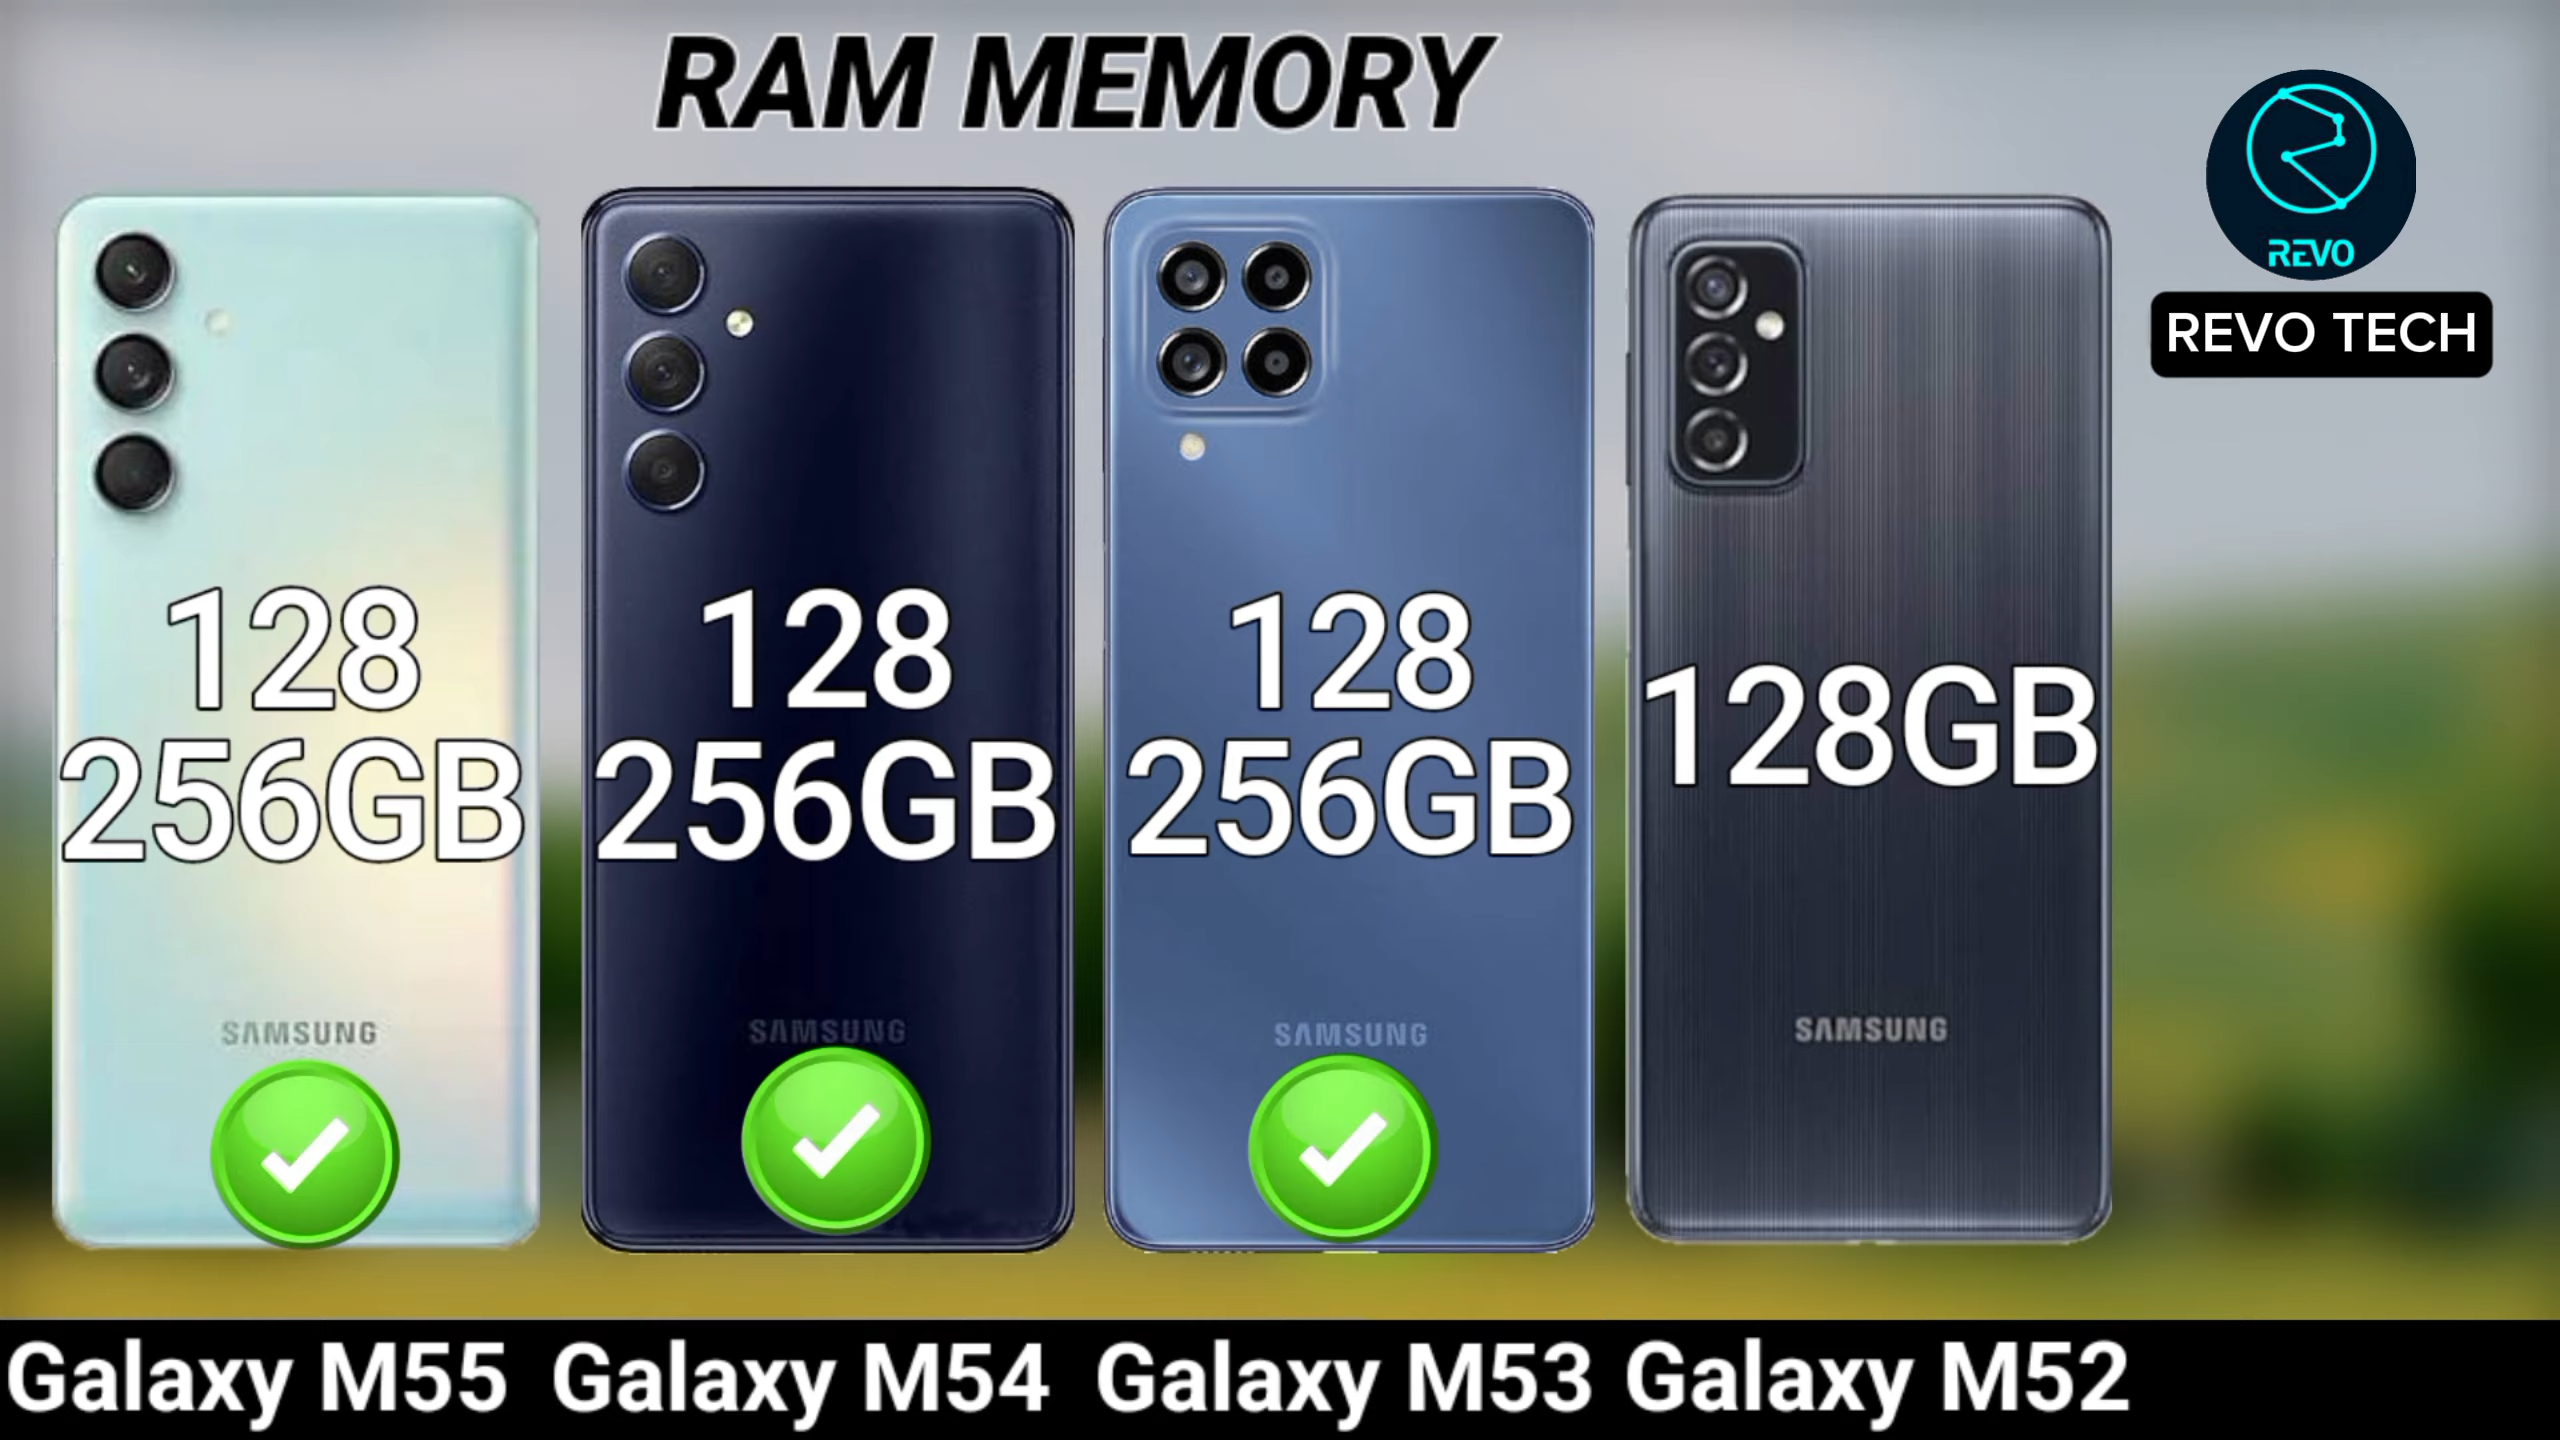 RAM MEMORY
REVO
REVO TECH
128
256GB
128
256GB
128
256GB
128GB
SAMSUNG
SAMSUNG
SAMSUNG
SAMSUNG
Galaxy M55 Galaxy M54 Galaxy M53 Galaxy M52